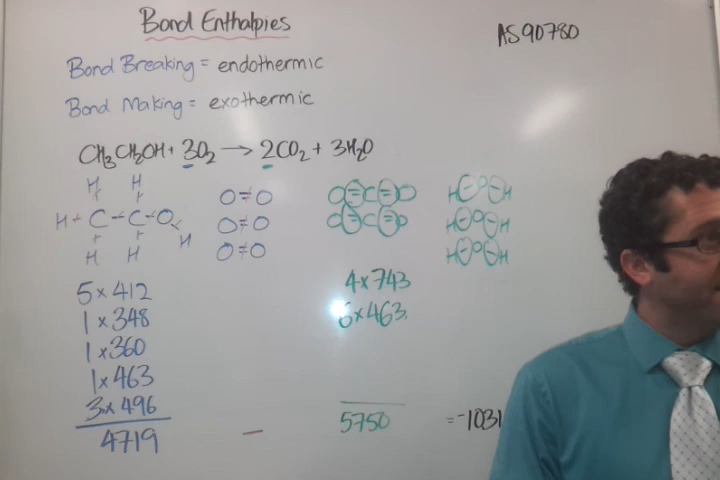 Bond Enthalpies
AS90780
Bond Breaking = endothermic
Bond Making = exothermic
CH3CH2OH + 3O2 → 2CO2 + 3H2O
H H
H - C - C - O
H H H
O=O
O=O
O=O
O=C=O
O=C=O
H-O-H
H-O-H
H-O-H
5 x 412
1 x 348
1 x 360
1 x 463
3 x 496
4719
4 x 743
6 x 463
— 5750 = -1031